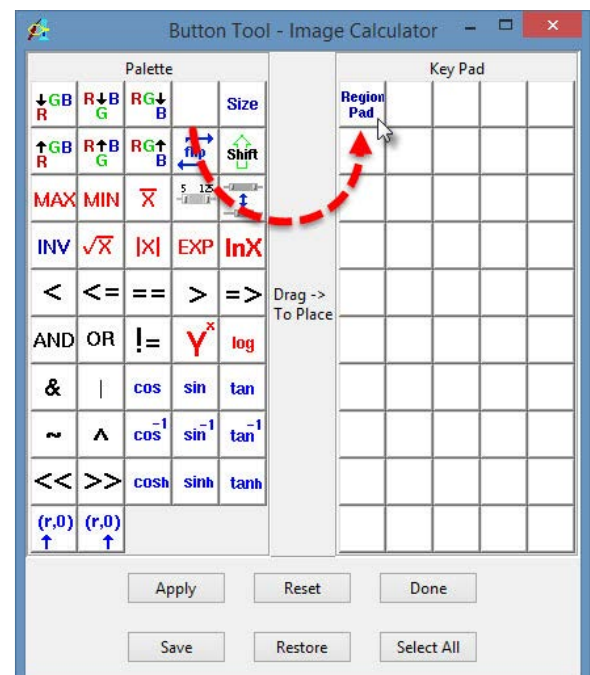 Button Tool - Image Calculator
Palette
Key Pad
↓GB R
R↓B G
RG↓ B
Size
Region Pad
↑GB R
R↑B G
RG↑ B
flip
Shift
MAX
MIN
X̅
5 125
INV
√X̅
|X|
EXP
lnX
<
<=
==
>
=>
Drag ->
To Place
AND
OR
!=
Yˣ
log
&
|
cos
sin
tan
~
^
cos⁻¹
sin⁻¹
tan⁻¹
<<
>>
cosh
sinh
tanh
(r,0) ↑
(r,0) ↑
Apply
Reset
Done
Save
Restore
Select All